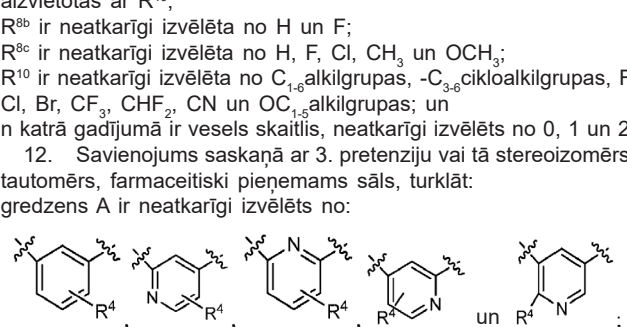 aizvietotas ar R¹⁰;
R⁸ᵇ ir neatkarīgi izvēlēta no H un F;
R⁸ᶜ ir neatkarīgi izvēlēta no H, F, Cl, CH₃ un OCH₃;
R¹⁰ ir neatkarīgi izvēlēta no C₁₋₆alkilgrupas, -C₃₋₆cikloalkilgrupas, F
Cl, Br, CF₃, CHF₂, CN un OC₁₋₅alkilgrupas; un
n katrā gadījumā ir vesels skaitlis, neatkarīgi izvēlēts no 0, 1 un 2
12. Savienojums saskaņā ar 3. pretenziju vai tā stereoizomērs
tautomērs, farmaceitiski pieņemams sāls, turklāt:
gredzens A ir neatkarīgi izvēlēts no:
R⁴ , N R⁴ , N R⁴ , R⁴ N un R⁴ N ;